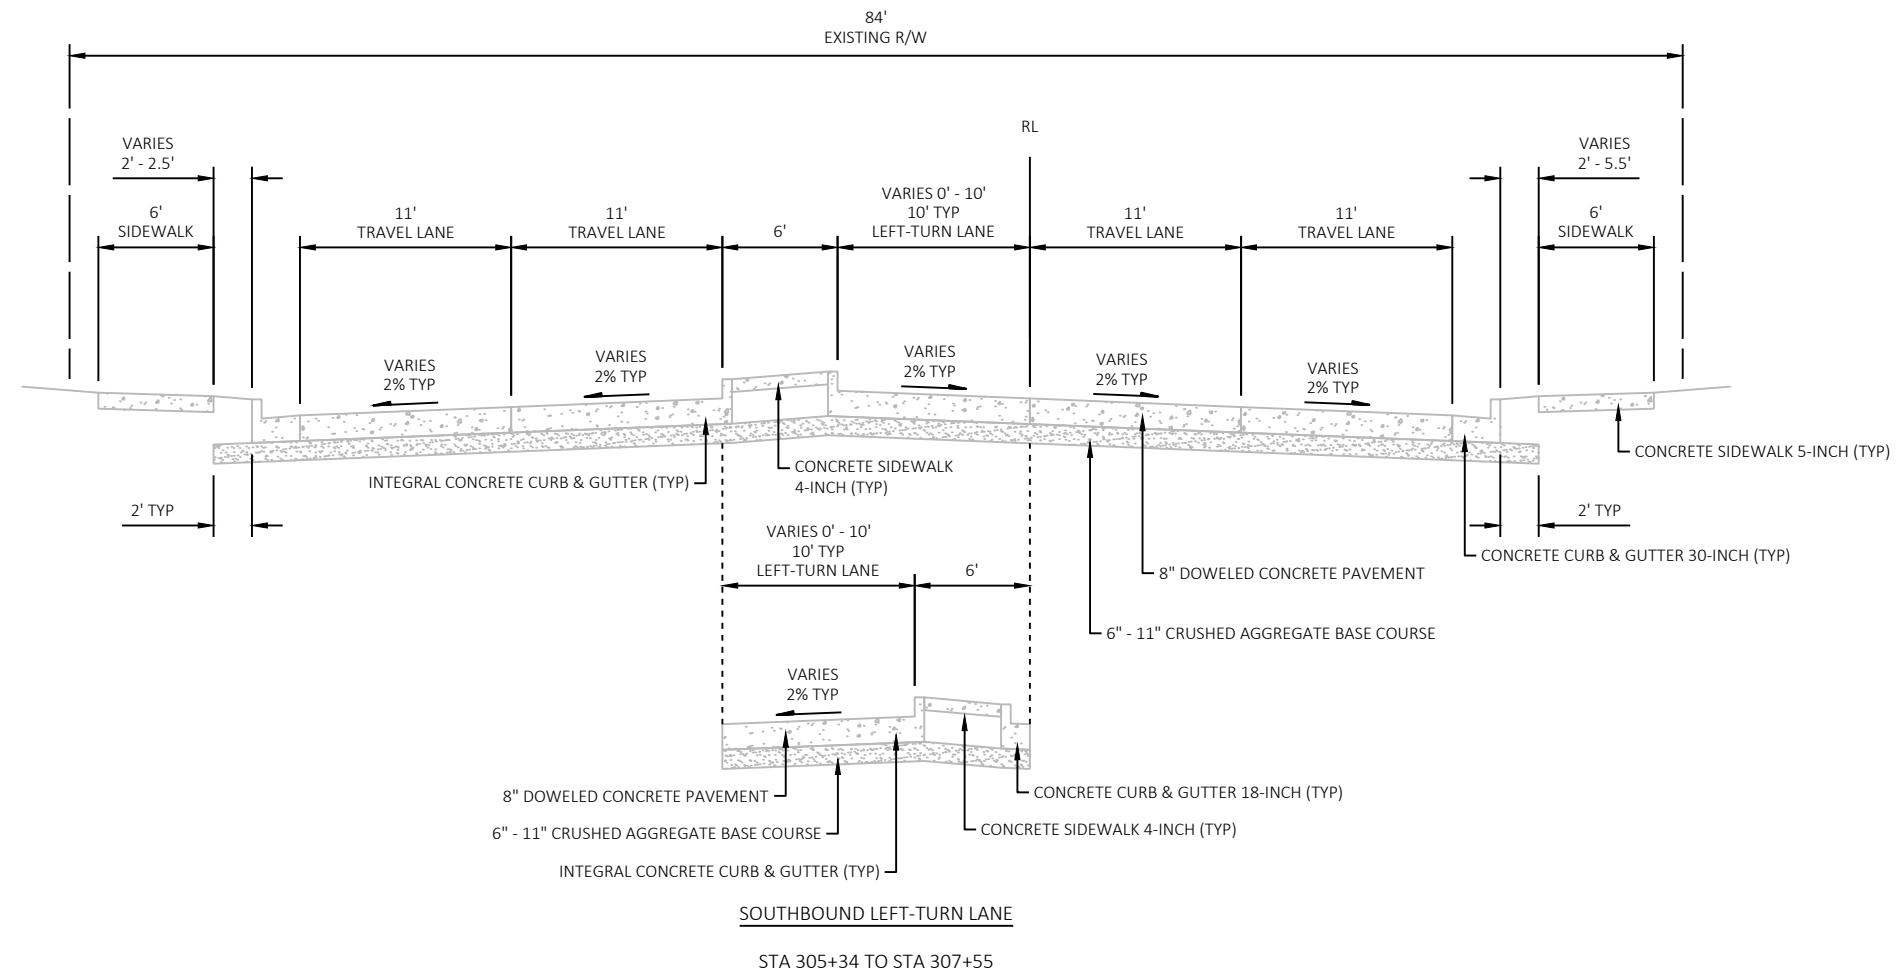 84'
EXISTING R/W
RL
VARIES
2' - 2.5'
VARIES
2' - 5.5'
6'
SIDEWALK
11'
TRAVEL LANE
11'
TRAVEL LANE
6'
VARIES 0' - 10'
10' TYP
LEFT-TURN LANE
11'
TRAVEL LANE
11'
TRAVEL LANE
6'
SIDEWALK
VARIES
2% TYP
VARIES
2% TYP
VARIES
2% TYP
VARIES
2% TYP
VARIES
2% TYP
INTEGRAL CONCRETE CURB & GUTTER (TYP)
CONCRETE SIDEWALK
4-INCH (TYP)
CONCRETE SIDEWALK 5-INCH (TYP)
2' TYP
2' TYP
VARIES 0' - 10'
10' TYP
LEFT-TURN LANE
6'
CONCRETE CURB & GUTTER 30-INCH (TYP)
8" DOWELED CONCRETE PAVEMENT
6" - 11" CRUSHED AGGREGATE BASE COURSE
VARIES
2% TYP
8" DOWELED CONCRETE PAVEMENT
CONCRETE CURB & GUTTER 18-INCH (TYP)
6" - 11" CRUSHED AGGREGATE BASE COURSE
CONCRETE SIDEWALK 4-INCH (TYP)
INTEGRAL CONCRETE CURB & GUTTER (TYP)
SOUTHBOUND LEFT-TURN LANE
STA 305+34 TO STA 307+55